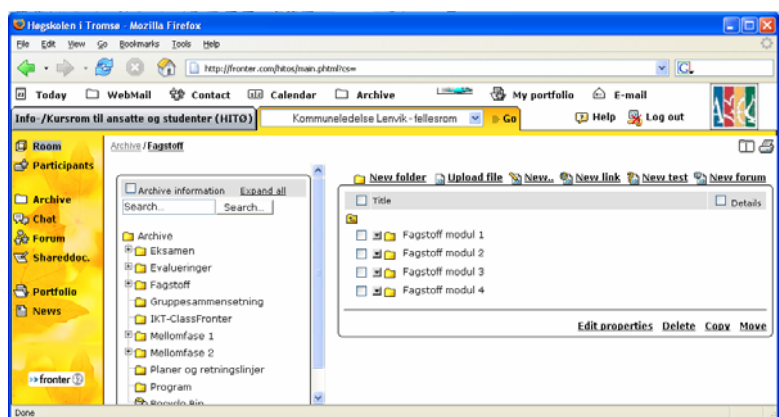 Høgskolen i Tromsø - Mozilla Firefox
File Edit View Go Bookmarks Tools Help
http://fronter.com/hitos/main.phtml?cs=
Today WebMail Contact Calendar Archive My portfolio E-mail
Info-/Kursrom til ansatte og studenter (HITØ) Kommuneledelse Lenvik-fellesrom Go Help Log out
Room
Participants
Archive
Chat
Forum
Shareddoc.
Portfolio
News
fronter
Archive / Fagstoff
Archive information Expand all
Search... Search..
Archive
Eksamen
Evalueringer
Fagstoff
Gruppesammensetning
IKT-ClassFronter
Mellomfase 1
Mellomfase 2
Planer og retningslinjer
Program
Recycle Bin
New folder Upload file New.. New link New test New forum
Title Details
Fagstoff modul 1
Fagstoff modul 2
Fagstoff modul 3
Fagstoff modul 4
Edit properties Delete Copy Move
Done